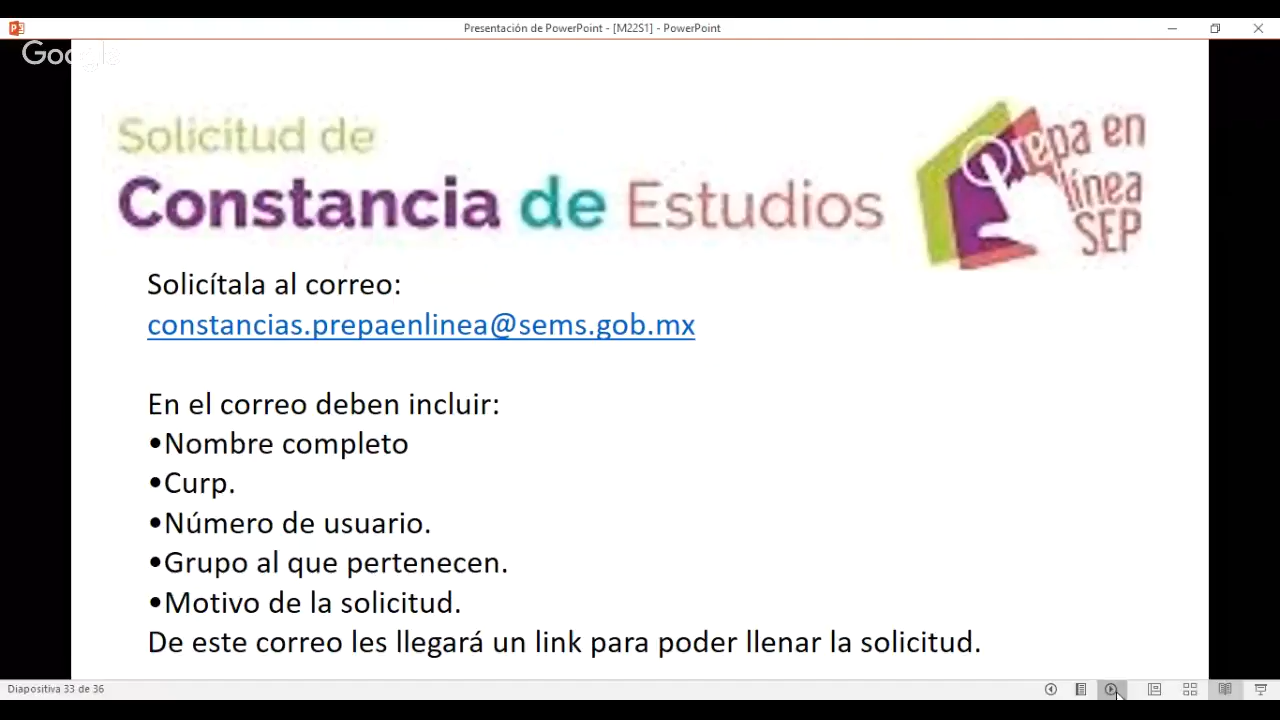 Presentación de PowerPoint - [M22S1] - PowerPoint
Google
Solicitud de
Constancia de Estudios
Prepa en
línea
SEP
Solicítala al correo:
constancias.prepaenlinea@sems.gob.mx
En el correo deben incluir:
•Nombre completo
•Curp.
•Número de usuario.
•Grupo al que pertenecen.
•Motivo de la solicitud.
De este correo les llegará un link para poder llenar la solicitud.
Diapositiva 33 de 36